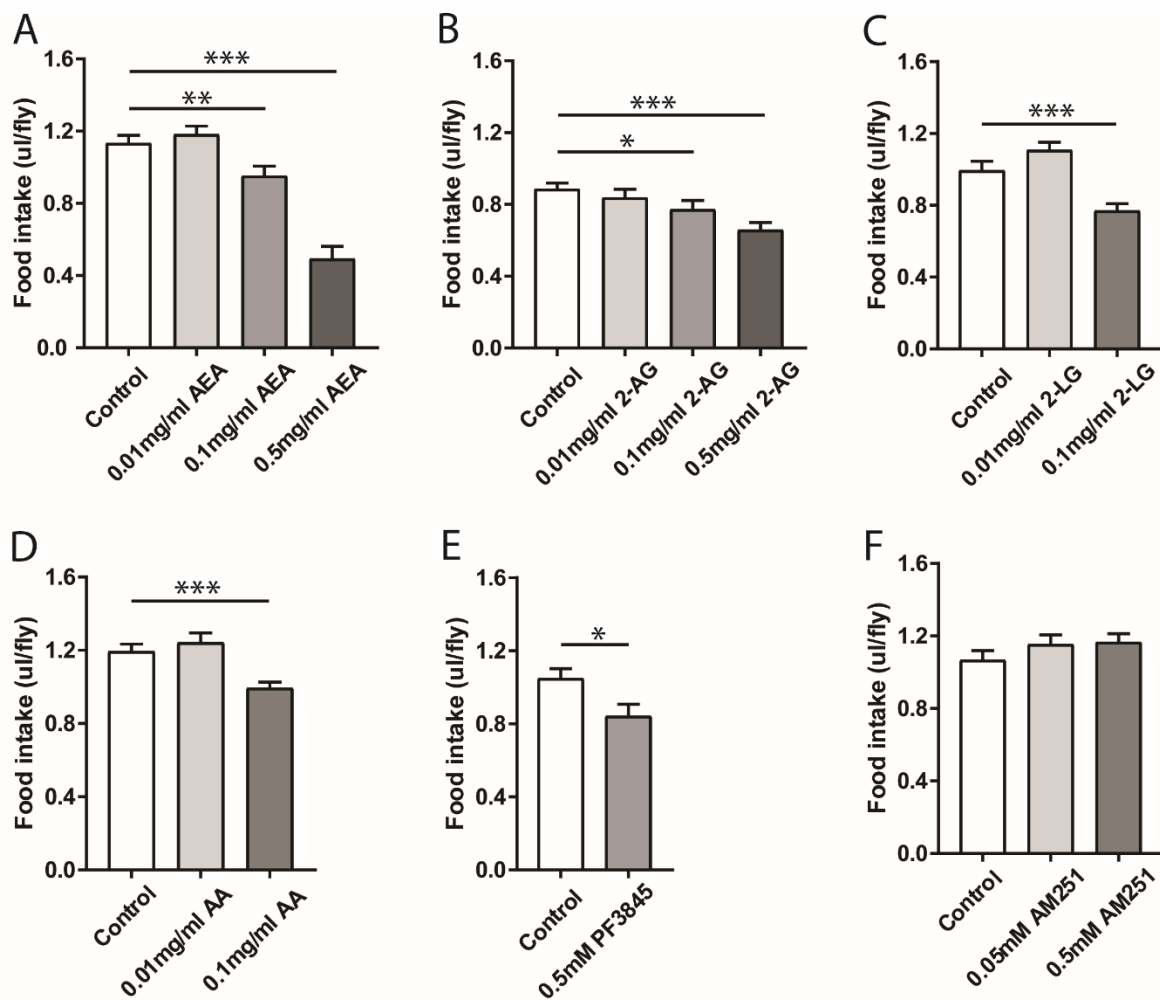 A
Food intake (ul/fly)
1.6
1.2
0.8
0.4
0.0
***
**
Control
0.01mg/ml AEA
0.1mg/ml AEA
0.5mg/ml AEA
B
Food intake (ul/fly)
1.6
1.2
0.8
0.4
0.0
***
*
Control
0.01mg/ml 2-AG
0.1mg/ml 2-AG
0.5mg/ml 2-AG
C
Food intake (ul/fly)
1.6
1.2
0.8
0.4
0.0
***
Control
0.01mg/ml 2-LG
0.1mg/ml 2-LG
D
Food intake (ul/fly)
1.6
1.2
0.8
0.4
0.0
***
Control
0.01mg/ml AA
0.1mg/ml AA
E
Food intake (ul/fly)
1.6
1.2
0.8
0.4
0.0
*
Control
0.5mM PF3845
F
Food intake (ul/fly)
1.6
1.2
0.8
0.4
0.0
Control
0.05mM AM251
0.5mM AM251